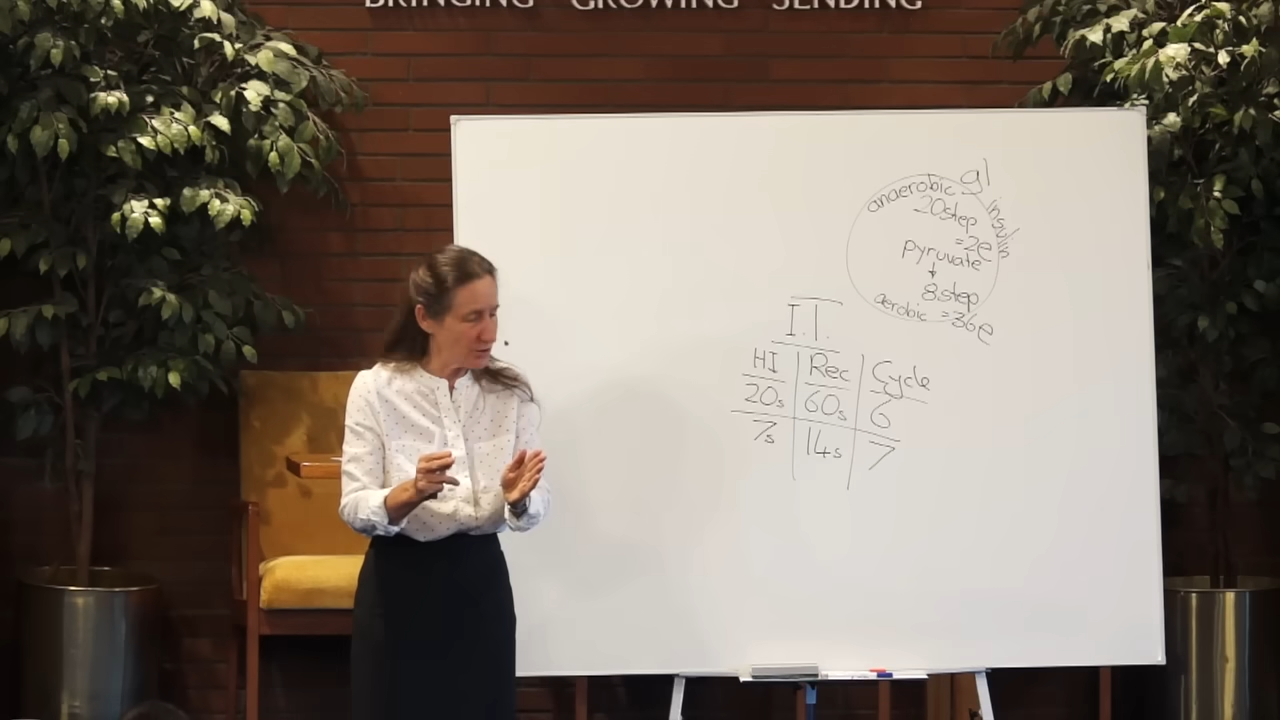 BRINGING GROWING SENDING
anaerobic gl
20step
insulin
=2e
pyruvate
↓
8step
aerobic =36e
I.T.
HI Rec Cycle
20s 60s 6
7s 14s 7